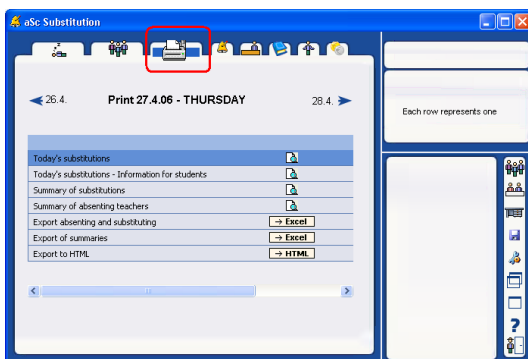 aSc Substitution
26.4.
Print 27.4.06 - THURSDAY
28.4.
Each row represents one
Today's substitutions
Today's substitutions - Information for students
Summary of substitutions
Summary of absenting teachers
Export absenting and substituting
→ Excel
Export of summaries
→ Excel
Export to HTML
→ HTML
?